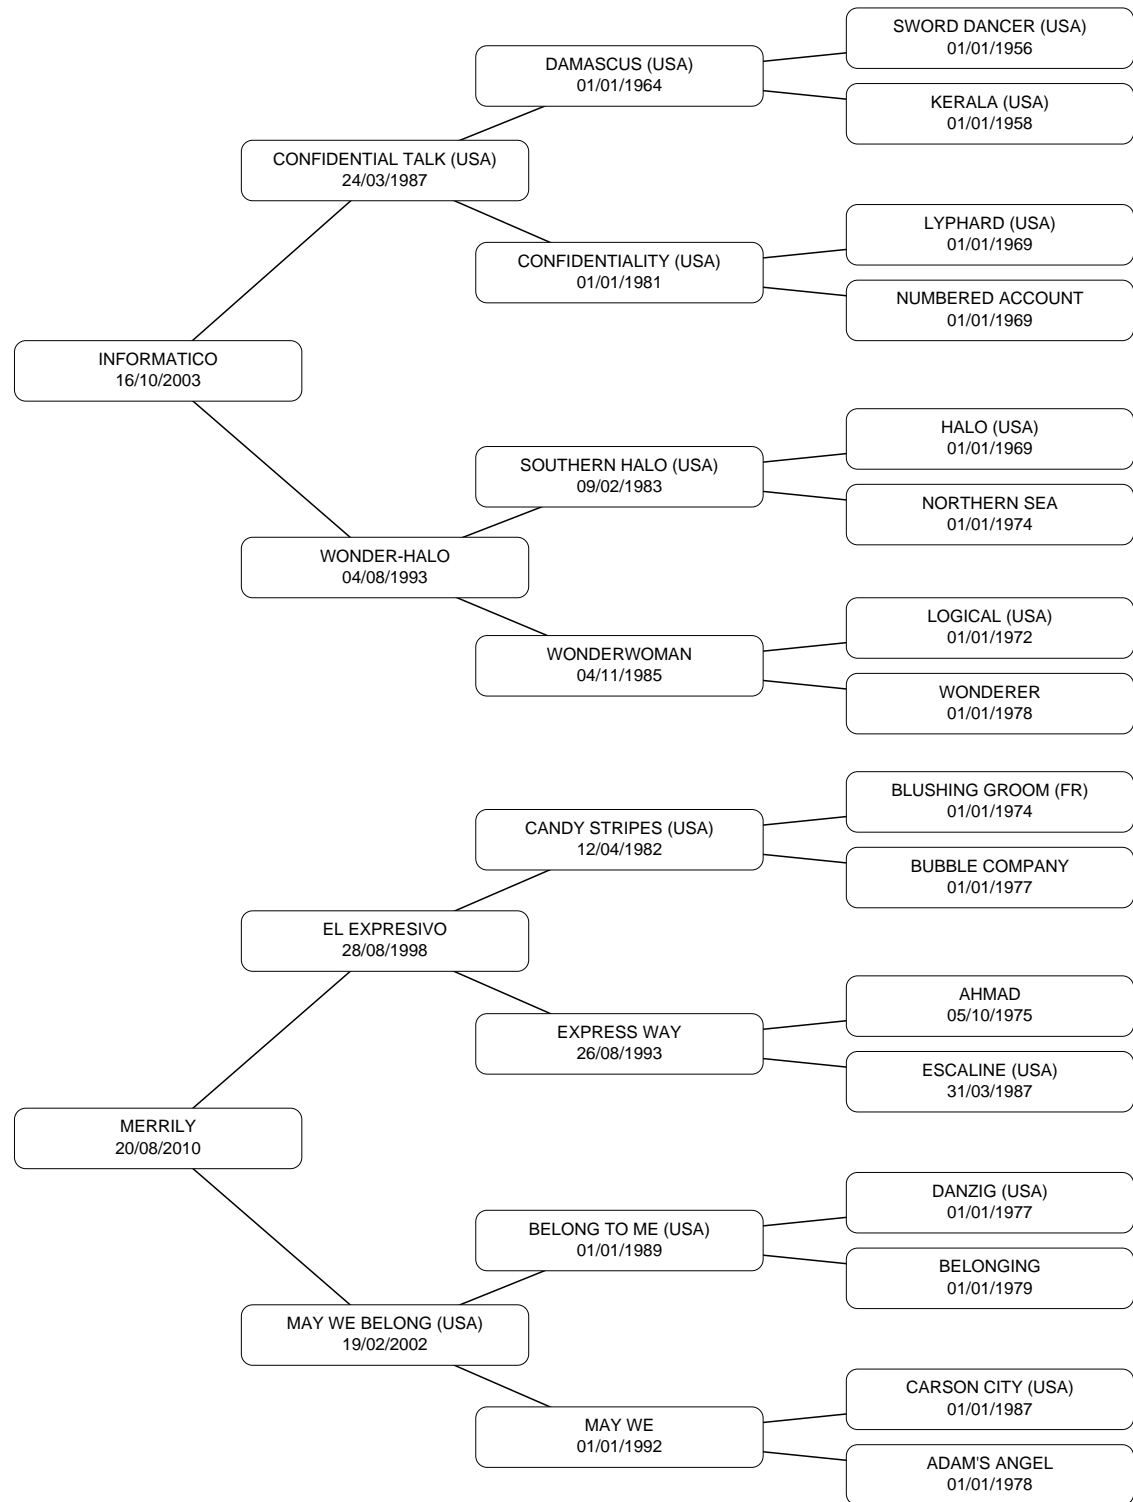 SWORD DANCER (USA)
01/01/1956
DAMASCUS (USA)
01/01/1964
KERALA (USA)
01/01/1958
CONFIDENTIAL TALK (USA)
24/03/1987
LYPHARD (USA)
01/01/1969
CONFIDENTIALITY (USA)
01/01/1981
NUMBERED ACCOUNT
01/01/1969
INFORMATICO
16/10/2003
HALO (USA)
01/01/1969
SOUTHERN HALO (USA)
09/02/1983
NORTHERN SEA
01/01/1974
WONDER-HALO
04/08/1993
LOGICAL (USA)
01/01/1972
WONDERWOMAN
04/11/1985
WONDERER
01/01/1978
BLUSHING GROOM (FR)
01/01/1974
CANDY STRIPES (USA)
12/04/1982
BUBBLE COMPANY
01/01/1977
EL EXPRESIVO
28/08/1998
AHMAD
05/10/1975
EXPRESS WAY
26/08/1993
ESCALINE (USA)
31/03/1987
MERRILY
20/08/2010
DANZIG (USA)
01/01/1977
BELONG TO ME (USA)
01/01/1989
BELONGING
01/01/1979
MAY WE BELONG (USA)
19/02/2002
CARSON CITY (USA)
01/01/1987
MAY WE
01/01/1992
ADAM'S ANGEL
01/01/1978